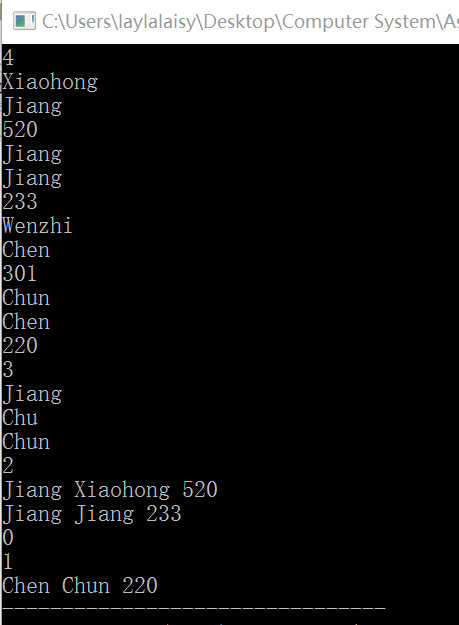 C:\Users\laylalaisy\Desktop\Computer System\As
4
Xiaohong
Jiang
520
Jiang
Jiang
233
Wenzhi
Chen
301
Chun
Chen
220
3
Jiang
Chu
Chun
2
Jiang Xiaohong 520
Jiang Jiang 233
0
1
Chen Chun 220
--------------------------------